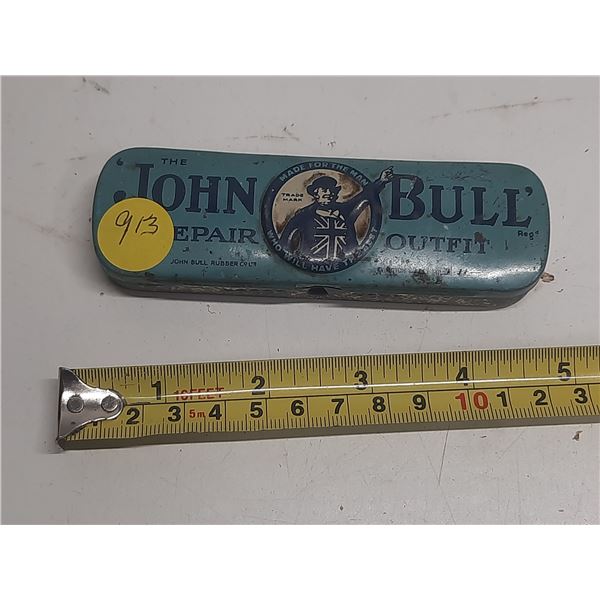 THE
'JOHN BULL'
EPAIR OUTFIT
Regd
JOHN BULL RUBBER Co LTD
MADE FOR THE MAN
TRADE MARK
WHO WILL HAVE THE BEST
913
1 10FEET 2 3 4 5
2 3 5m 4 5 6 7 8 9 10 1 2 3